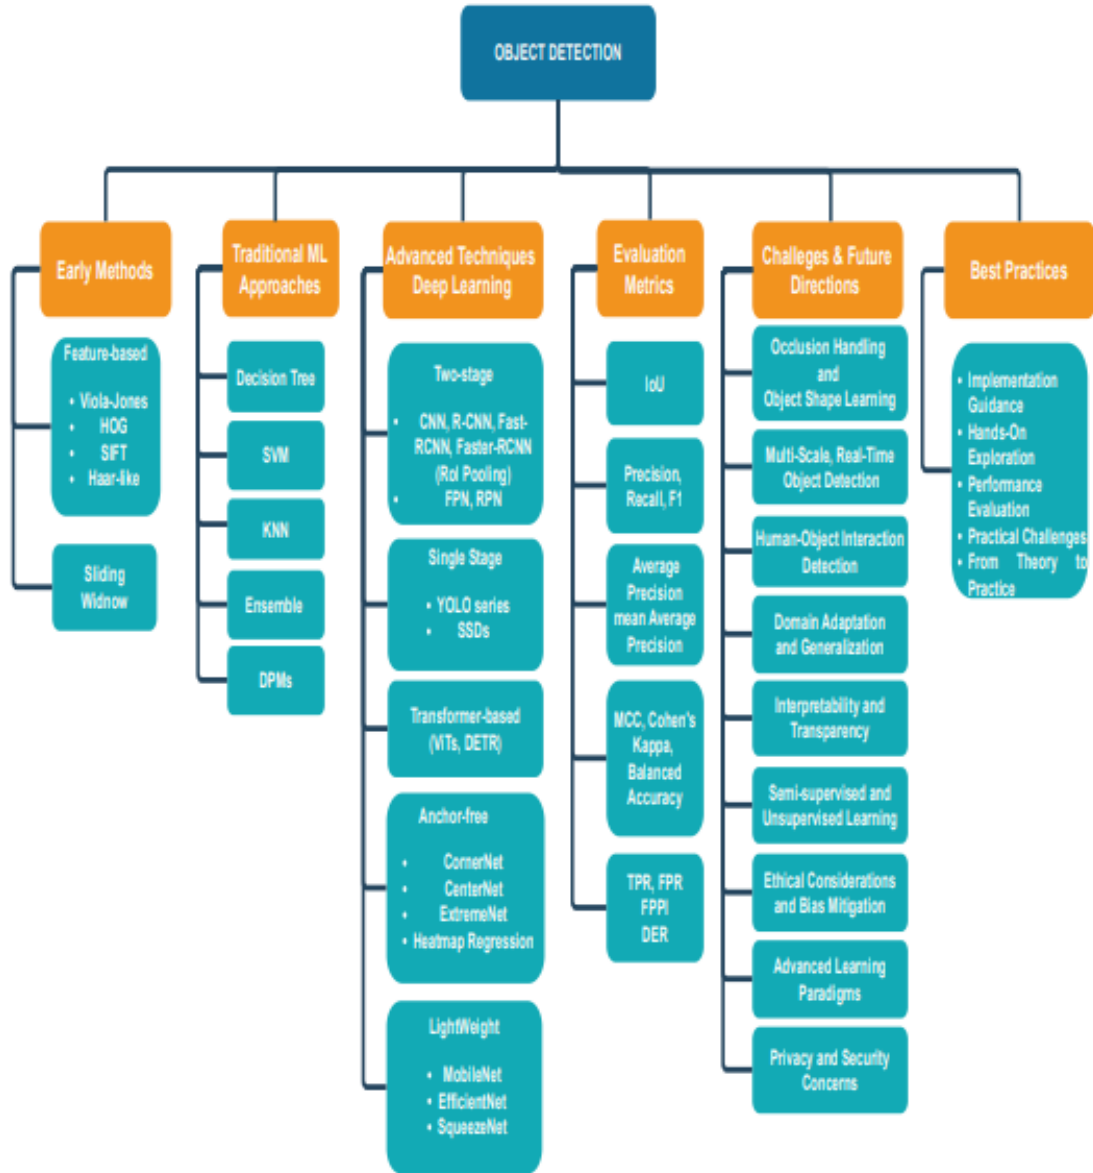 OBJECT DETECTION
Early Methods
Feature-based
• Viola-Jones
• HOG
• SIFT
• Haar-like
Sliding
Widnow
Traditional ML
Approaches
Decision Tree
SVM
KNN
Ensemble
DPMs
Advanced Techniques
Deep Learning
Two-stage
• CNN, R-CNN, Fast-
RCNN, Faster-RCNN
(RoI Pooling)
• FPN, RPN
Single Stage
• YOLO series
• SSDs
Transformer-based
(ViTs, DETR)
Anchor-free
• CornerNet
• CenterNet
• ExtremeNet
• Heatmap Regression
LightWeight
• MobileNet
• EfficientNet
• SqueezeNet
Evaluation
Metrics
IoU
Precision,
Recall, F1
Average
Precision
mean Average
Precision
MCC, Cohen's
Kappa,
Balanced
Accuracy
TPR, FPR
FPPI
DER
Challeges & Future
Directions
Occlusion Handling
and
Object Shape Learning
Multi-Scale, Real-Time
Object Detection
Human-Object Interaction
Detection
Domain Adaptation
and Generalization
Interpretability and
Transparency
Semi-supervised and
Unsupervised Learning
Ethical Considerations
and Bias Mitigation
Advanced Learning
Paradigms
Privacy and Security
Concerns
Best Practices
• Implementation
Guidance
• Hands-On
Exploration
• Performance
Evaluation
• Practical Challenges
• From Theory to
Practice